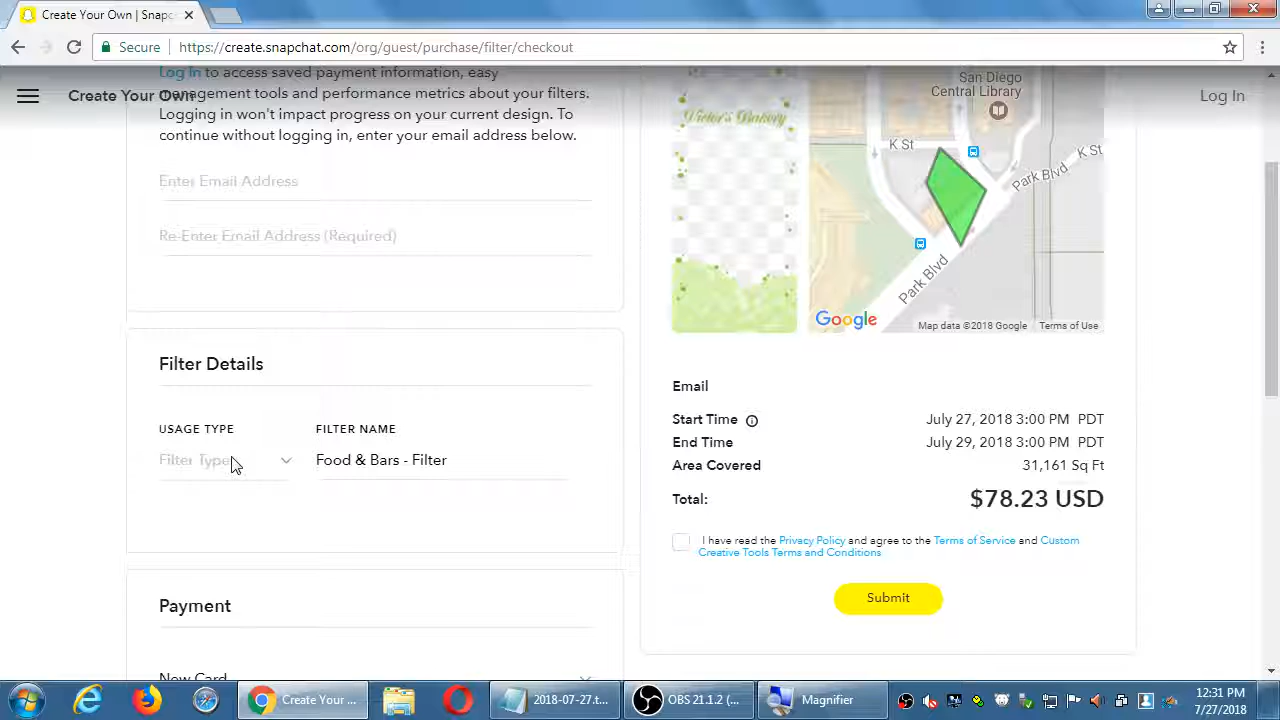 Create Your Own | Snapc
Secure
https://create.snapchat.com/org/guest/purchase/filter/checkout
Log In to access saved payment information, easy
Create Your Own
Log In
management tools and performance metrics about your filters.
Logging in won't impact progress on your current design. To
continue without logging in, enter your email address below.
Enter Email Address
Re-Enter Email Address (Required)
Victor's Bakery
San Diego
Central Library
K St
K St
Park Blvd
Park Blvd
Google
Map data ©2018 Google
Terms of Use
Filter Details
USAGE TYPE
FILTER NAME
Filter Type
Food & Bars - Filter
Email
Start Time
July 27, 2018 3:00 PM PDT
End Time
July 29, 2018 3:00 PM PDT
Area Covered
31,161 Sq Ft
Total:
$78.23 USD
I have read the Privacy Policy and agree to the Terms of Service and Custom
Creative Tools Terms and Conditions
Submit
Payment
New Card
Create Your ...
2018-07-27.t...
OBS 21.1.2 (...
Magnifier
12:31 PM
7/27/2018